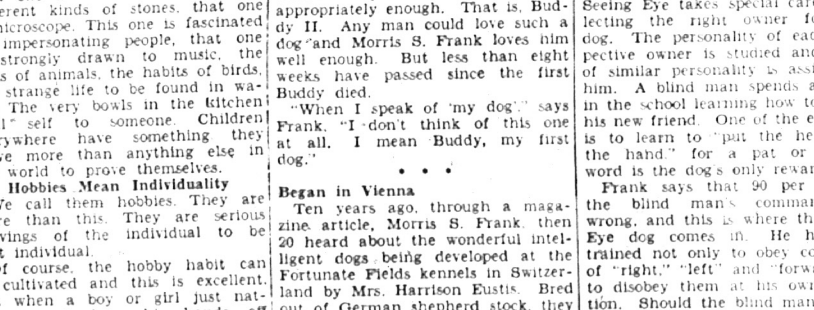 erent kinds of stones, that one
microscope. This one is fascinated
impersonating people, that one
strongly drawn to music, the
s of animals, the habits of birds,
strange life to be found in wa-
The very bowls in the kitchen
self to someone. Children
rywhere have something they
ve more than anything else in
world to prove themselves.
Hobbies Mean Individuality
We call them hobbies. They are
re than this. They are serious
vings of the individual to be
t individual.
f course, the hobby habit can
cultivated and this is excellent.
when a boy or girl just nat-
appropriately enough. That is, Bud-
dy II. Any man could love such a
dog and Morris S. Frank loves him
well enough. But less than eight
weeks have passed since the first
Buddy died.
"When I speak of 'my dog'," says
Frank, "I don't think of this one
at all. I mean Buddy, my first
dog."
• • •
Began in Vienna
Ten years ago, through a maga-
zine article, Morris S. Frank, then
20 heard about the wonderful intel-
ligent dogs being developed at the
Fortunate Fields kennels in Switzer-
land by Mrs. Harrison Eustis. Bred
out of German shepherd stock, they
Seeing Eye takes special car
lecting the right owner f
dog. The personality of eac
pective owner is studied and
of similar personality is assi
him. A blind man spends a
in the school learning how to
his new friend. One of the e
is to learn to "put the he
the hand," for a pat or
word is the dog's only rewar
Frank says that 90 per
the blind man's comman
wrong, and this is where th
Eye dog comes in. He h
trained not only to obey co
of "right," "left" and "forw
to disobey them at his own
tion. Should the blind man